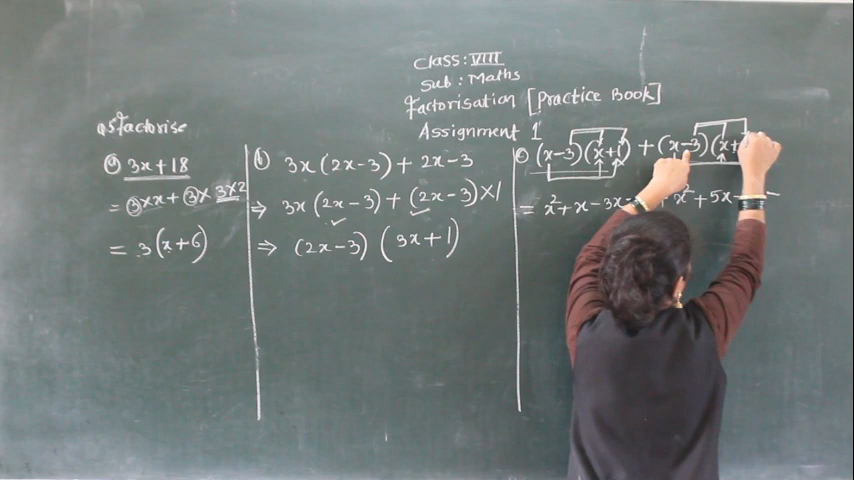 Class: VIII
Sub: Maths
Factorisation [Practice Book]
Assignment 1
Q5 Factorise
a) 3x+18
= 3 × x + 3 × 3×2
= 3(x+6)
b) 3x(2x-3) + 2x-3
⇒ 3x(2x-3) + (2x-3)×1
⇒ (2x-3) (3x+1)
c) (x-3)(x+1) + (x-3)(x+
= x²+x-3x- + x²+5x-